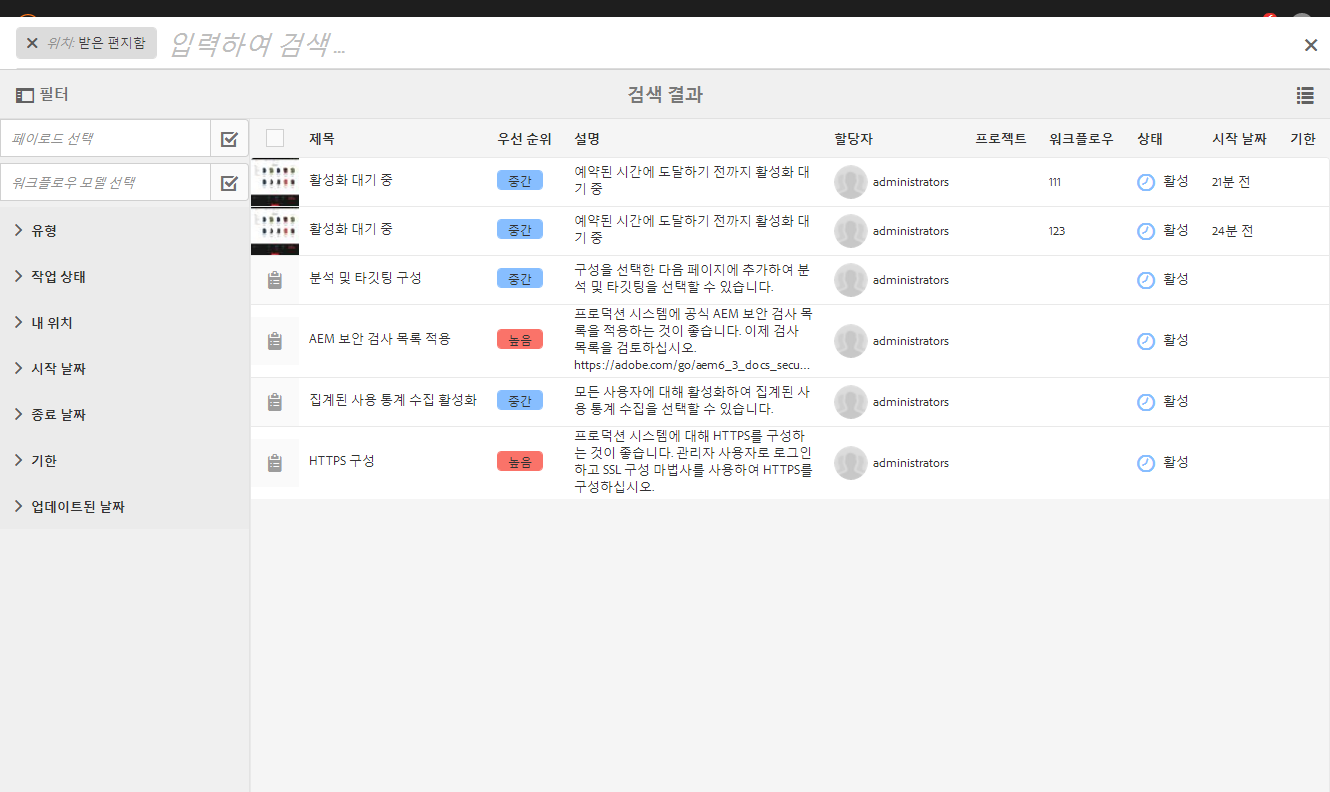 위치: 받은 편지함
입력하여 검색...
필터
검색 결과
페이로드 선택
워크플로우 모델 선택
유형
작업 상태
내 위치
시작 날짜
종료 날짜
기한
업데이트된 날짜
제목 우선 순위 설명 할당자 프로젝트 워크플로우 상태 시작 날짜 기한
활성화 대기 중 중간 예약된 시간에 도달하기 전까지 활성화 대
기 중
administrators 111 활성 21분 전
활성화 대기 중 중간 예약된 시간에 도달하기 전까지 활성화 대
기 중
administrators 123 활성 24분 전
분석 및 타깃팅 구성 중간 구성을 선택한 다음 페이지에 추가하여 분
석 및 타깃팅을 선택할 수 있습니다.
administrators 활성
AEM 보안 검사 목록 적용 높음 프로덕션 시스템에 공식 AEM 보안 검사 목
록을 적용하는 것이 좋습니다. 이제 검사
목록을 검토하십시오.
https://adobe.com/go/aem6_3_docs_secu...
administrators 활성
집계된 사용 통계 수집 활성화 중간 모든 사용자에 대해 활성화하여 집계된 사
용 통계 수집을 선택할 수 있습니다.
administrators 활성
HTTPS 구성 높음 프로덕션 시스템에 대해 HTTPS를 구성하
는 것이 좋습니다. 관리자 사용자로 로그인
하고 SSL 구성 마법사를 사용하여 HTTPS를
구성하십시오.
administrators 활성